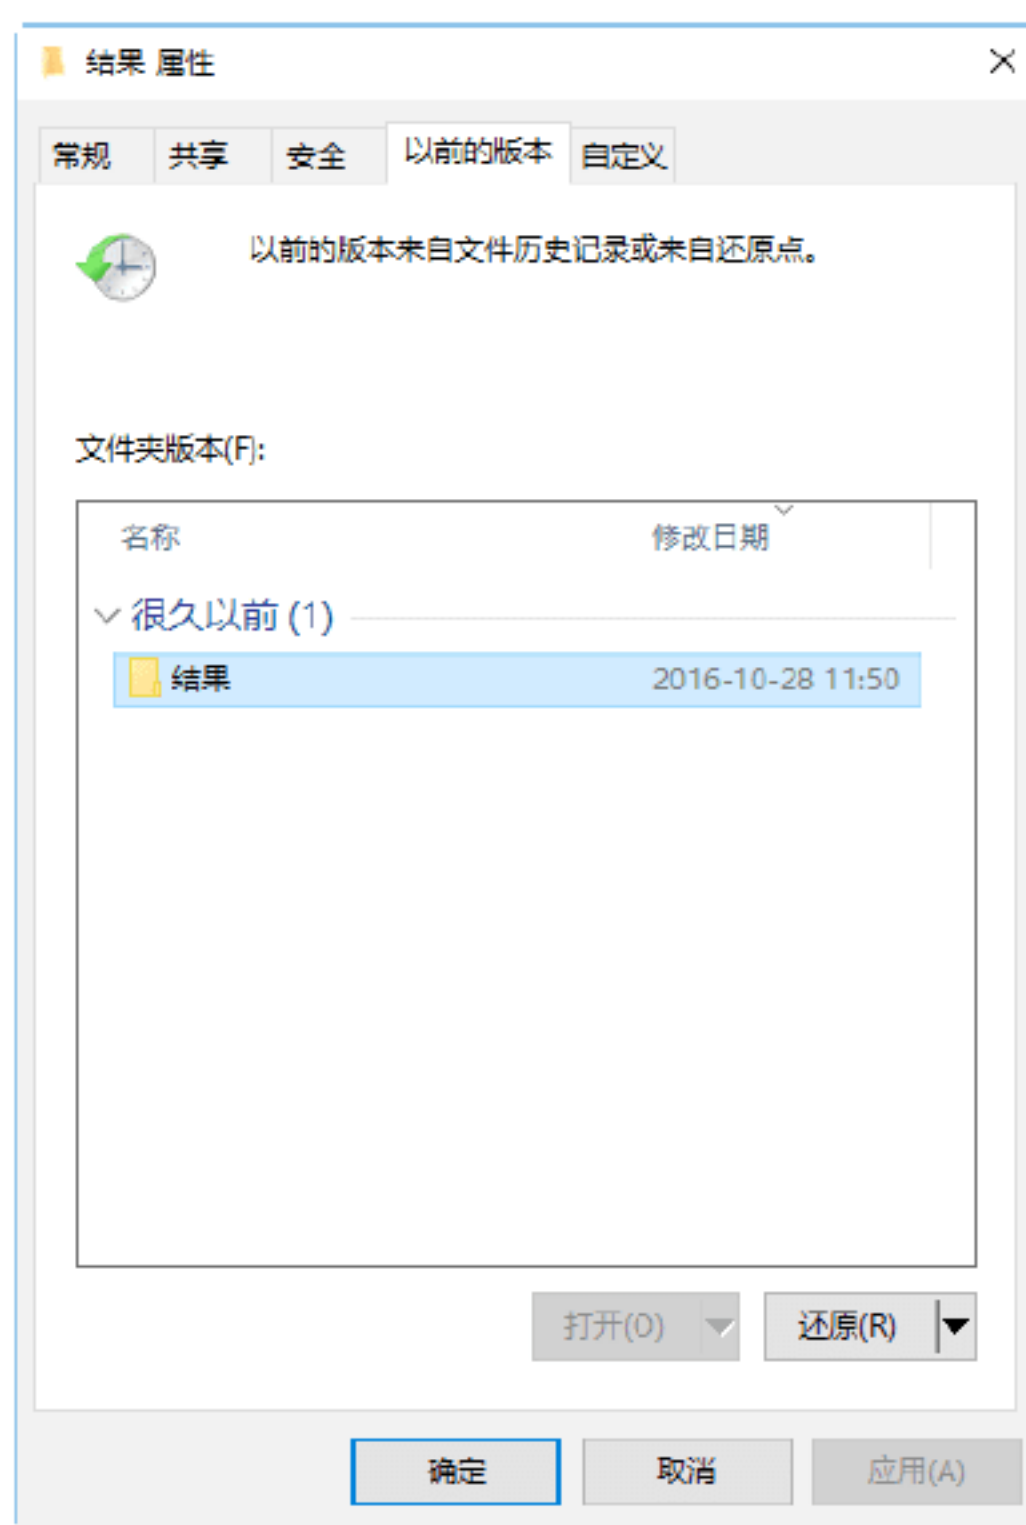 结果 属性
常规 共享 安全 以前的版本 自定义
以前的版本来自文件历史记录或来自还原点。
文件夹版本(F):
名称 修改日期
很久以前 (1)
结果 2016-10-28 11:50
打开(O) 还原(R)
确定 取消 应用(A)